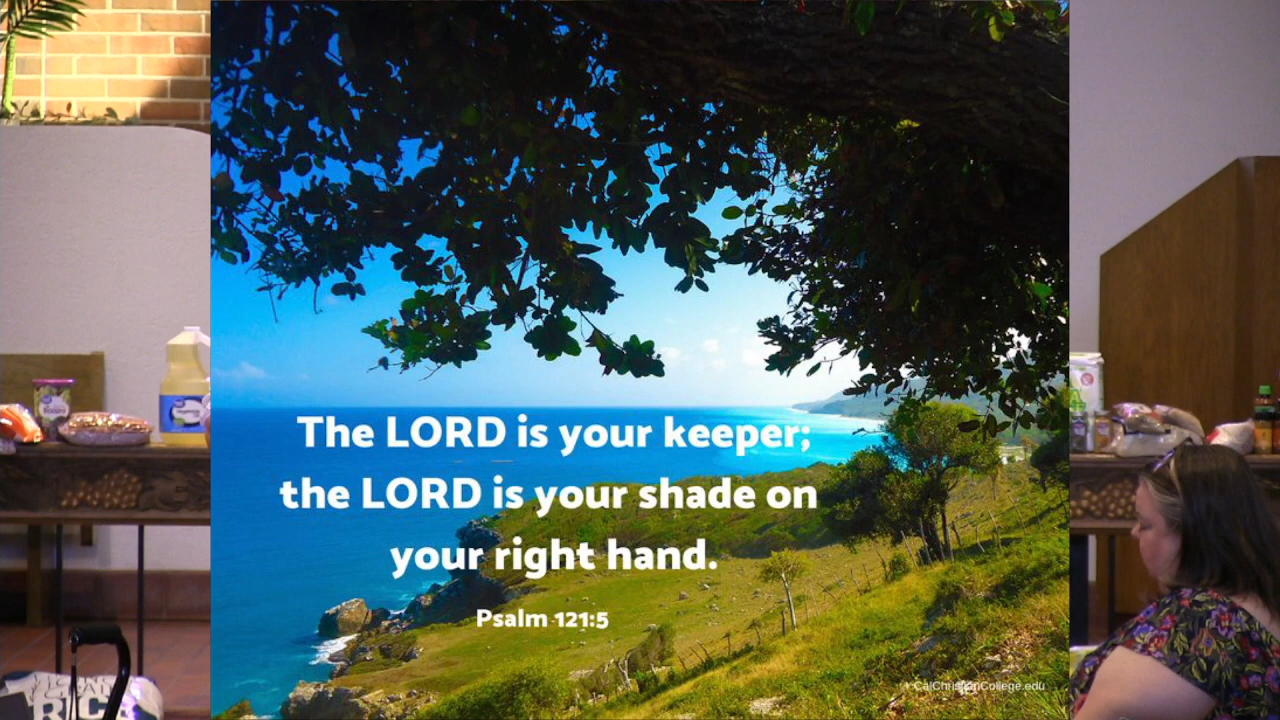 The LORD is your keeper;
the LORD is your shade on
your right hand.
Psalm 121:5
CalChristianCollege.edu
RICE